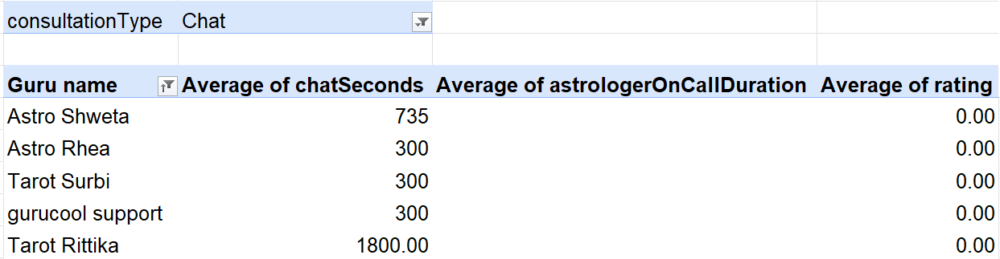 consultationType Chat
Guru name Average of chatSeconds Average of astrologerOnCallDuration Average of rating
Astro Shweta 735 0.00
Astro Rhea 300 0.00
Tarot Surbi 300 0.00
gurucool support 300 0.00
Tarot Rittika 1800.00 0.00